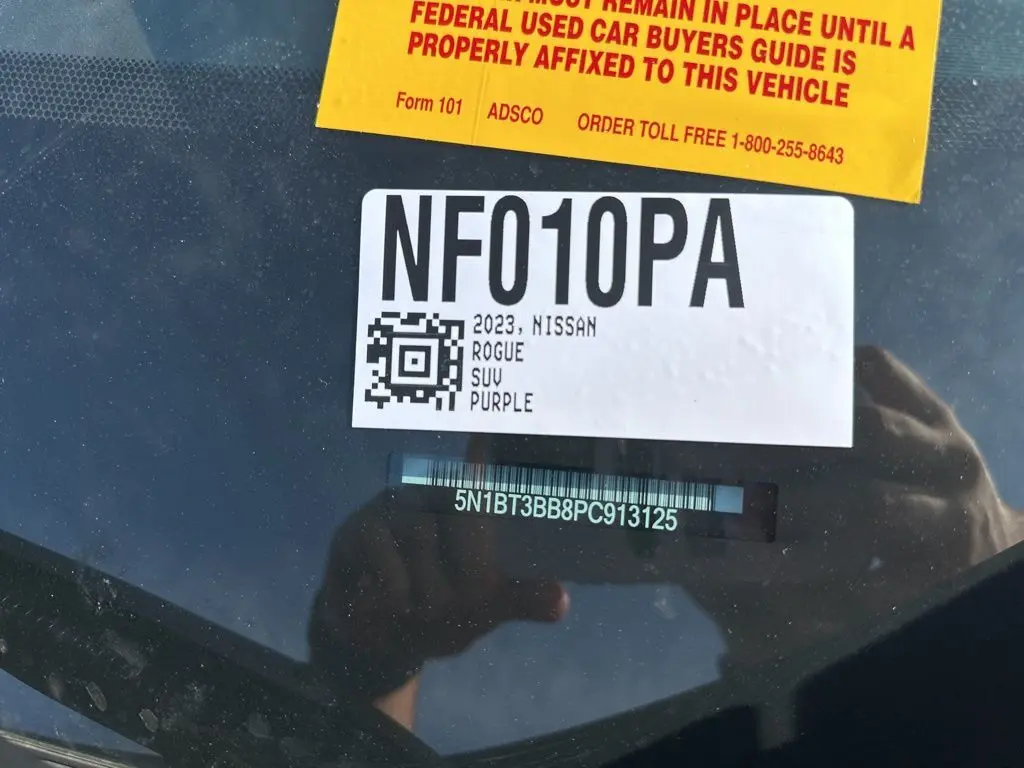 MUST REMAIN IN PLACE UNTIL A
FEDERAL USED CAR BUYERS GUIDE IS
PROPERLY AFFIXED TO THIS VEHICLE
Form 101 ADSCO ORDER TOLL FREE 1-800-255-8643
NF010PA
2023, NISSAN
ROGUE
SUV
PURPLE
5N1BT3BB8PC913125